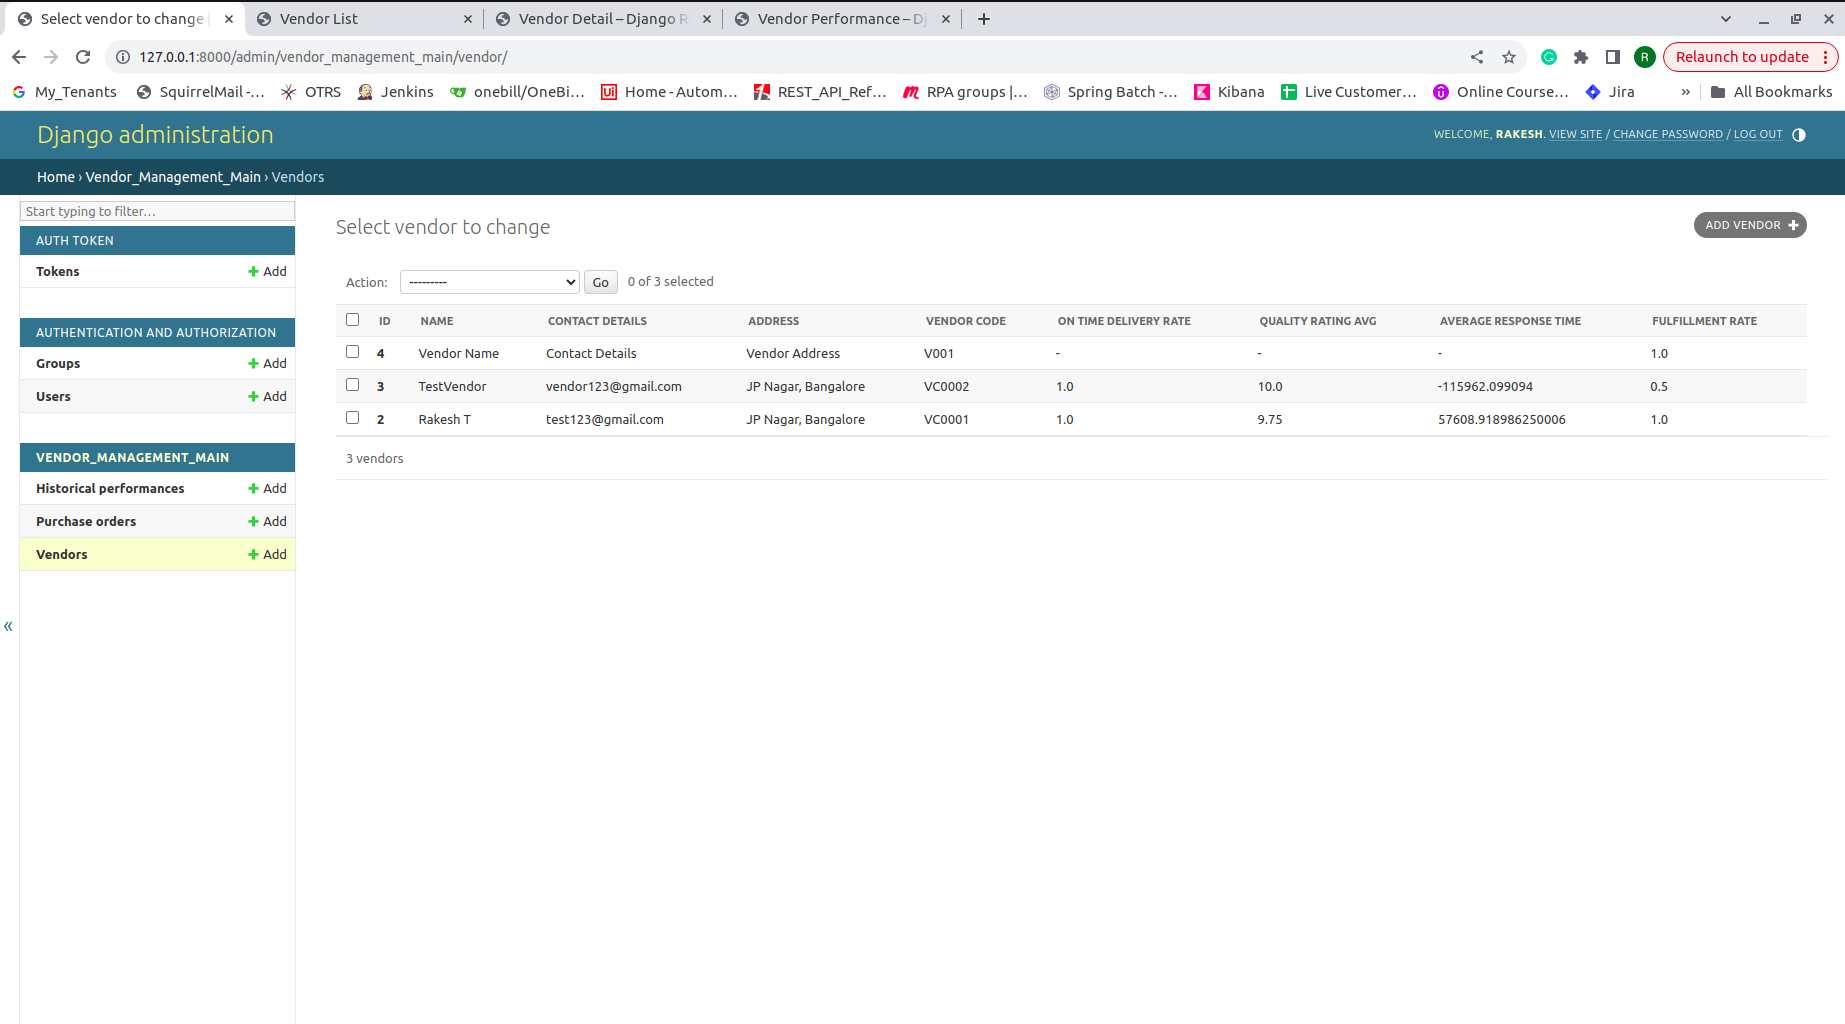 Select vendor to change
Vendor List
Vendor Detail – Django R
Vendor Performance – Dj
127.0.0.1:8000/admin/vendor_management_main/vendor/
R
Relaunch to update
My_Tenants
SquirrelMail -...
OTRS
Jenkins
onebill/OneBi...
Home - Autom...
REST_API_Ref...
RPA groups |...
Spring Batch -...
Kibana
Live Customer...
Online Course...
Jira
»
All Bookmarks
Django administration
WELCOME, RAKESH. VIEW SITE / CHANGE PASSWORD / LOG OUT
Home › Vendor_Management_Main › Vendors
Start typing to filter...
AUTH TOKEN
Tokens
Add
AUTHENTICATION AND AUTHORIZATION
Groups
Add
Users
Add
VENDOR_MANAGEMENT_MAIN
Historical performances
Add
Purchase orders
Add
Vendors
Add
«
Select vendor to change
ADD VENDOR
Action: --------- Go 0 of 3 selected
ID NAME CONTACT DETAILS ADDRESS VENDOR CODE ON TIME DELIVERY RATE QUALITY RATING AVG AVERAGE RESPONSE TIME FULFILLMENT RATE
4 Vendor Name Contact Details Vendor Address V001 - - - 1.0
3 TestVendor vendor123@gmail.com JP Nagar, Bangalore VC0002 1.0 10.0 -115962.099094 0.5
2 Rakesh T test123@gmail.com JP Nagar, Bangalore VC0001 1.0 9.75 57608.918986250006 1.0
3 vendors